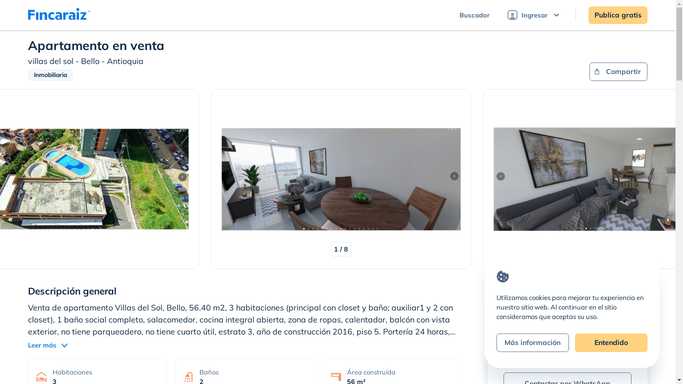 Fincaraiz
Buscador
Ingresar
Publica gratis
Apartamento en venta
villas del sol - Bello - Antioquia
Inmobiliaria
Compartir
1 / 8
Descripción general
Venta de apartamento Villas del Sol, Bello, 56.40 m2, 3 habitaciones (principal con closet y baño; auxiliar1 y 2 con
closet), 1 baño social completo, salacomedor, cocina integral abierta, zona de ropas, calentador, balcón con vista
exterior, no tiene parqueadero, no tiene cuarto útil, estrato 3, año de construcción 2016, piso 5. Portería 24 horas,...
Leer más
Habitaciones
3
Baños
2
Área construida
56 m²
Utilizamos cookies para mejorar tu experiencia en
nuestro sitio web. Al continuar en el sitio
consideramos que aceptas su uso.
Más información
Entendido
Contactar por WhatsApp